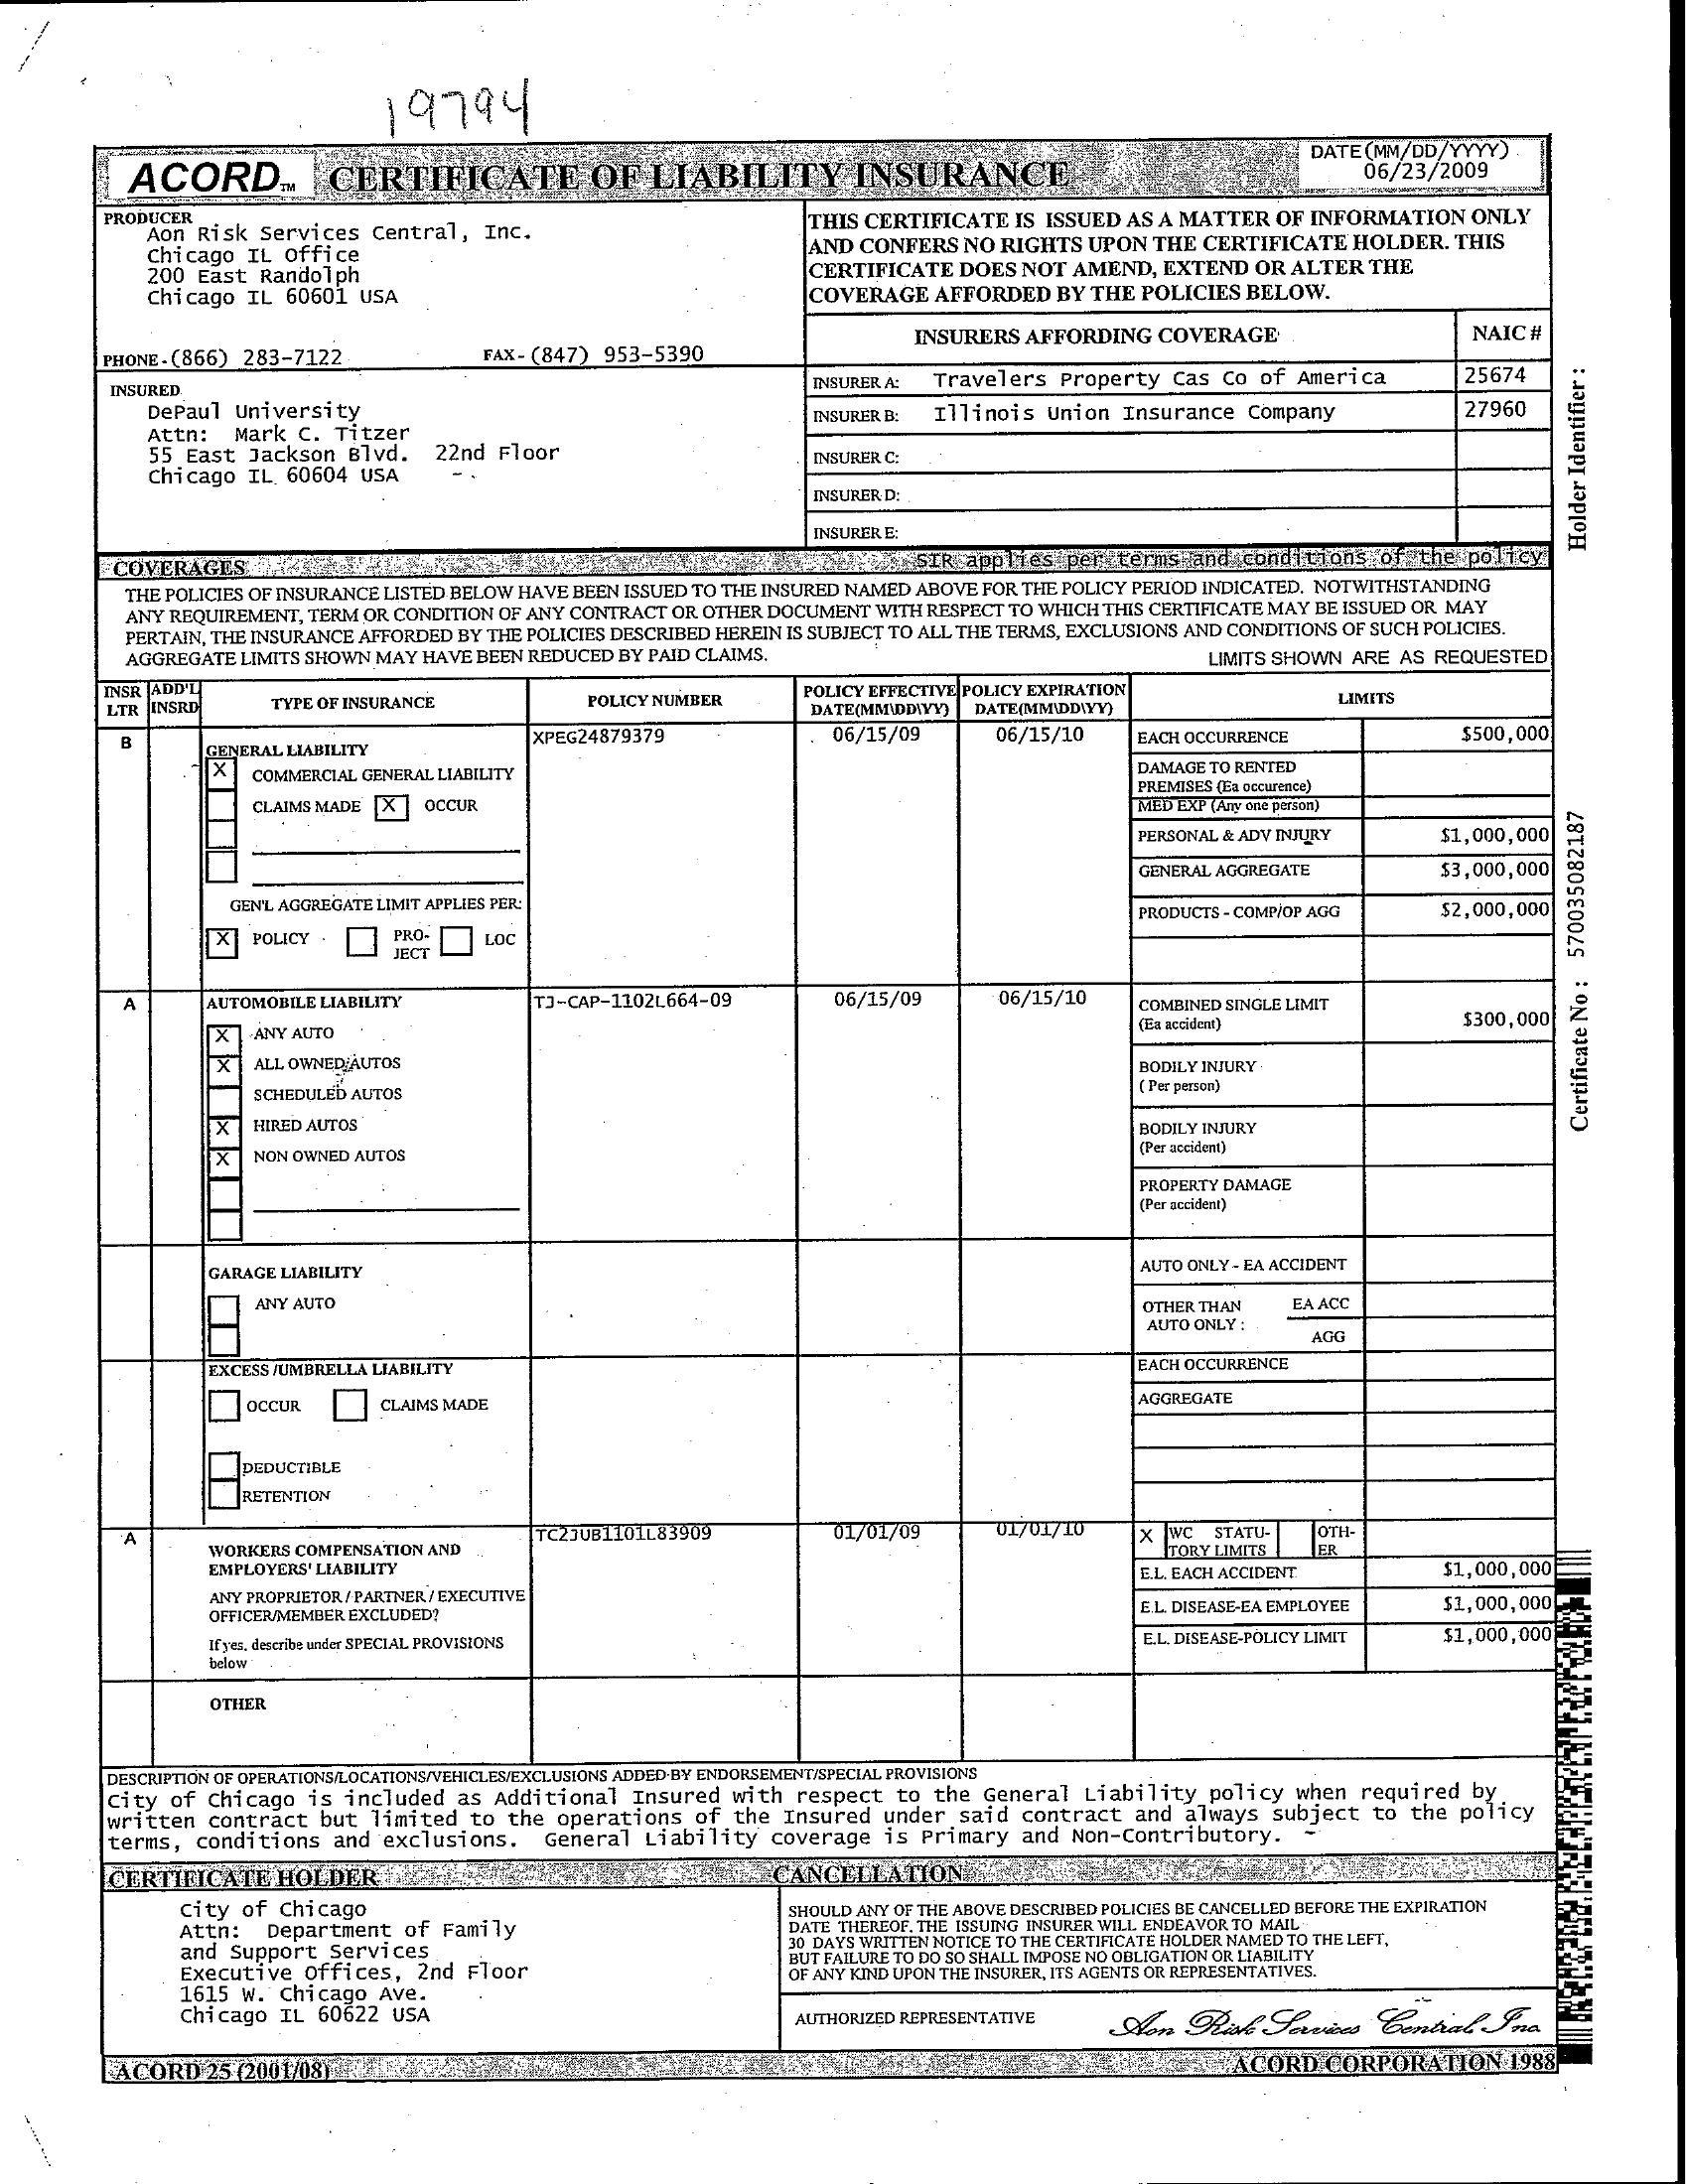 19794
ACORD TM CERTIFICATE OF LIABILITY INSURANCE
DATE(MM/DD/YYYY)
06/23/2009
PRODUCER
Aon Risk Services Central, Inc.
Chicago IL Office
200 East Randolph
Chicago IL 60601 USA
PHONE-(866) 283-7122 FAX-(847) 953-5390
THIS CERTIFICATE IS ISSUED AS A MATTER OF INFORMATION ONLY
AND CONFERS NO RIGHTS UPON THE CERTIFICATE HOLDER. THIS
CERTIFICATE DOES NOT AMEND, EXTEND OR ALTER THE
COVERAGE AFFORDED BY THE POLICIES BELOW.
INSURERS AFFORDING COVERAGE NAIC #
INSURED
DePaul University
Attn: Mark C. Titzer
55 East Jackson Blvd. 22nd Floor
Chicago IL 60604 USA
INSURER A: Travelers Property Cas Co of America 25674
INSURER B: Illinois Union Insurance Company 27960
INSURER C:
INSURER D:
INSURER E:
Holder Identifier :
COVERAGES SIR applies per terms and conditions of the policy
THE POLICIES OF INSURANCE LISTED BELOW HAVE BEEN ISSUED TO THE INSURED NAMED ABOVE FOR THE POLICY PERIOD INDICATED. NOTWITHSTANDING
ANY REQUIREMENT, TERM OR CONDITION OF ANY CONTRACT OR OTHER DOCUMENT WITH RESPECT TO WHICH THIS CERTIFICATE MAY BE ISSUED OR MAY
PERTAIN, THE INSURANCE AFFORDED BY THE POLICIES DESCRIBED HEREIN IS SUBJECT TO ALL THE TERMS, EXCLUSIONS AND CONDITIONS OF SUCH POLICIES.
AGGREGATE LIMITS SHOWN MAY HAVE BEEN REDUCED BY PAID CLAIMS. LIMITS SHOWN ARE AS REQUESTED
INSR LTR ADD'L INSRD TYPE OF INSURANCE POLICY NUMBER POLICY EFFECTIVE DATE(MM\DD\YY) POLICY EXPIRATION DATE(MM\DD\YY) LIMITS
B GENERAL LIABILITY XPEG24879379 06/15/09 06/15/10 EACH OCCURRENCE $500,000
X COMMERCIAL GENERAL LIABILITY
DAMAGE TO RENTED
PREMISES (Ea occurence)
CLAIMS MADE X OCCUR MED EXP (Any one person)
PERSONAL & ADV INJURY $1,000,000
GENERAL AGGREGATE $3,000,000
GEN'L AGGREGATE LIMIT APPLIES PER: PRODUCTS - COMP/OP AGG $2,000,000
X POLICY PRO-JECT LOC
A AUTOMOBILE LIABILITY TJ-CAP-1102L664-09 06/15/09 06/15/10 COMBINED SINGLE LIMIT
(Ea accident) $300,000
X ANY AUTO
X ALL OWNED AUTOS BODILY INJURY
(Per person)
SCHEDULED AUTOS
X HIRED AUTOS BODILY INJURY
(Per accident)
X NON OWNED AUTOS
PROPERTY DAMAGE
(Per accident)
Certificate No : 570035082187
GARAGE LIABILITY AUTO ONLY - EA ACCIDENT
ANY AUTO OTHER THAN EA ACC
AUTO ONLY : AGG
EXCESS /UMBRELLA LIABILITY EACH OCCURRENCE
OCCUR CLAIMS MADE AGGREGATE
DEDUCTIBLE
RETENTION
A WORKERS COMPENSATION AND
EMPLOYERS' LIABILITY TC2JUB1101L83909 01/01/09 01/01/10 X WC STATU-TORY LIMITS OTH-ER
E.L. EACH ACCIDENT $1,000,000
ANY PROPRIETOR / PARTNER / EXECUTIVE
OFFICER/MEMBER EXCLUDED? E.L. DISEASE-EA EMPLOYEE $1,000,000
If yes, describe under SPECIAL PROVISIONS
below E.L. DISEASE-POLICY LIMIT $1,000,000
OTHER
DESCRIPTION OF OPERATIONS/LOCATIONS/VEHICLES/EXCLUSIONS ADDED BY ENDORSEMENT/SPECIAL PROVISIONS
City of Chicago is included as Additional Insured with respect to the General Liability policy when required by
written contract but limited to the operations of the Insured under said contract and always subject to the policy
terms, conditions and exclusions. General Liability coverage is Primary and Non-Contributory.
CERTIFICATE HOLDER
City of Chicago
Attn: Department of Family
and Support Services
Executive Offices, 2nd Floor
1615 W. Chicago Ave.
Chicago IL 60622 USA
CANCELLATION
SHOULD ANY OF THE ABOVE DESCRIBED POLICIES BE CANCELLED BEFORE THE EXPIRATION
DATE THEREOF, THE ISSUING INSURER WILL ENDEAVOR TO MAIL
30 DAYS WRITTEN NOTICE TO THE CERTIFICATE HOLDER NAMED TO THE LEFT,
BUT FAILURE TO DO SO SHALL IMPOSE NO OBLIGATION OR LIABILITY
OF ANY KIND UPON THE INSURER, ITS AGENTS OR REPRESENTATIVES.
AUTHORIZED REPRESENTATIVE Aon Risk Services Central, Inc.
ACORD 25 (2001/08) ACORD CORPORATION 1988